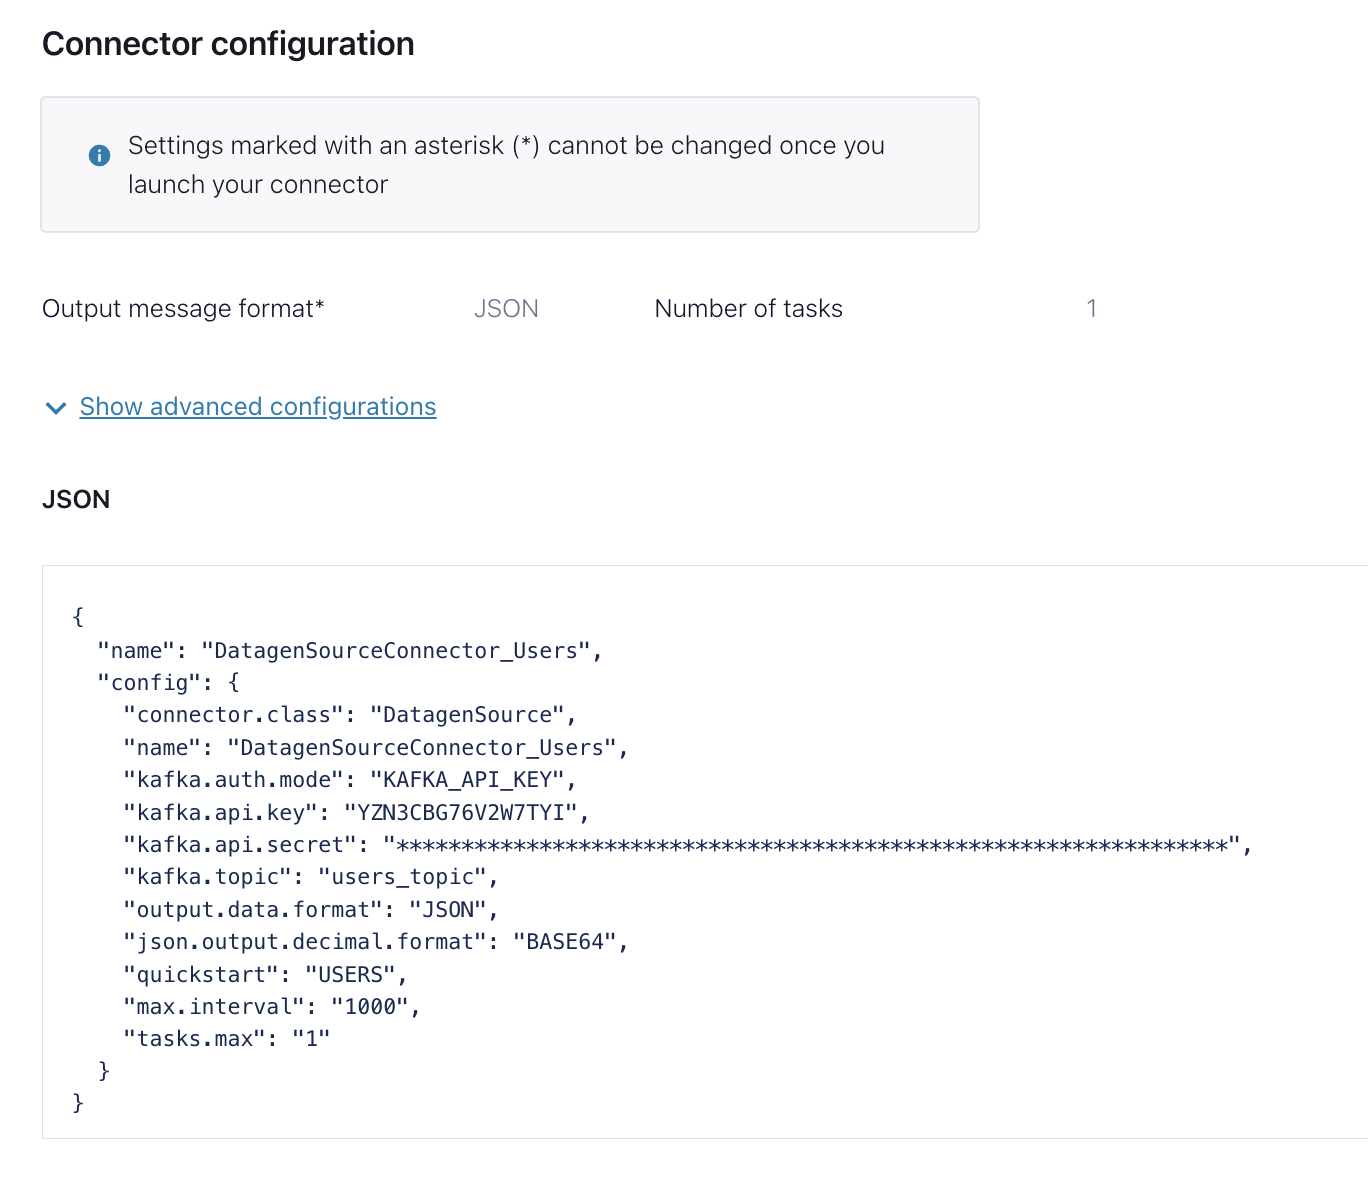 Connector configuration
Settings marked with an asterisk (*) cannot be changed once you
launch your connector
Output message format* JSON Number of tasks 1
Show advanced configurations
JSON
{
  "name": "DatagenSourceConnector_Users",
  "config": {
    "connector.class": "DatagenSource",
    "name": "DatagenSourceConnector_Users",
    "kafka.auth.mode": "KAFKA_API_KEY",
    "kafka.api.key": "YZN3CBG76V2W7TYI",
    "kafka.api.secret": "****************************************************************",
    "kafka.topic": "users_topic",
    "output.data.format": "JSON",
    "json.output.decimal.format": "BASE64",
    "quickstart": "USERS",
    "max.interval": "1000",
    "tasks.max": "1"
  }
}